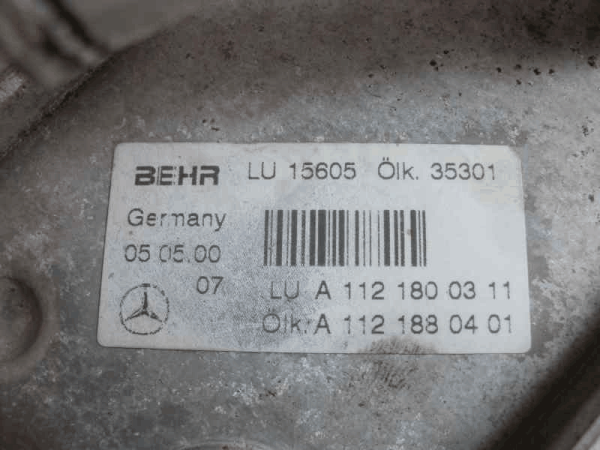 BEHR LU 15605 Ölk. 35301
Germany
05.05.00
07 LU A 112 180 03 11
Ölk. A 112 188 04 01